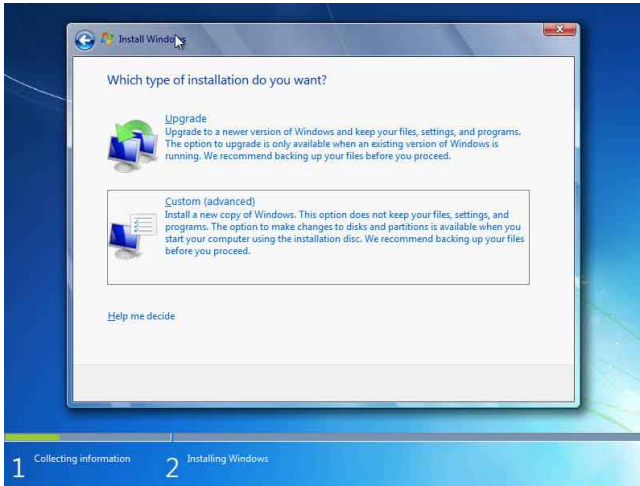 Install Windows
Which type of installation do you want?
Upgrade
Upgrade to a newer version of Windows and keep your files, settings, and programs.
The option to upgrade is only available when an existing version of Windows is
running. We recommend backing up your files before you proceed.
Custom (advanced)
Install a new copy of Windows. This option does not keep your files, settings, and
programs. The option to make changes to disks and partitions is available when you
start your computer using the installation disc. We recommend backing up your files
before you proceed.
Help me decide
1 Collecting information 2 Installing Windows